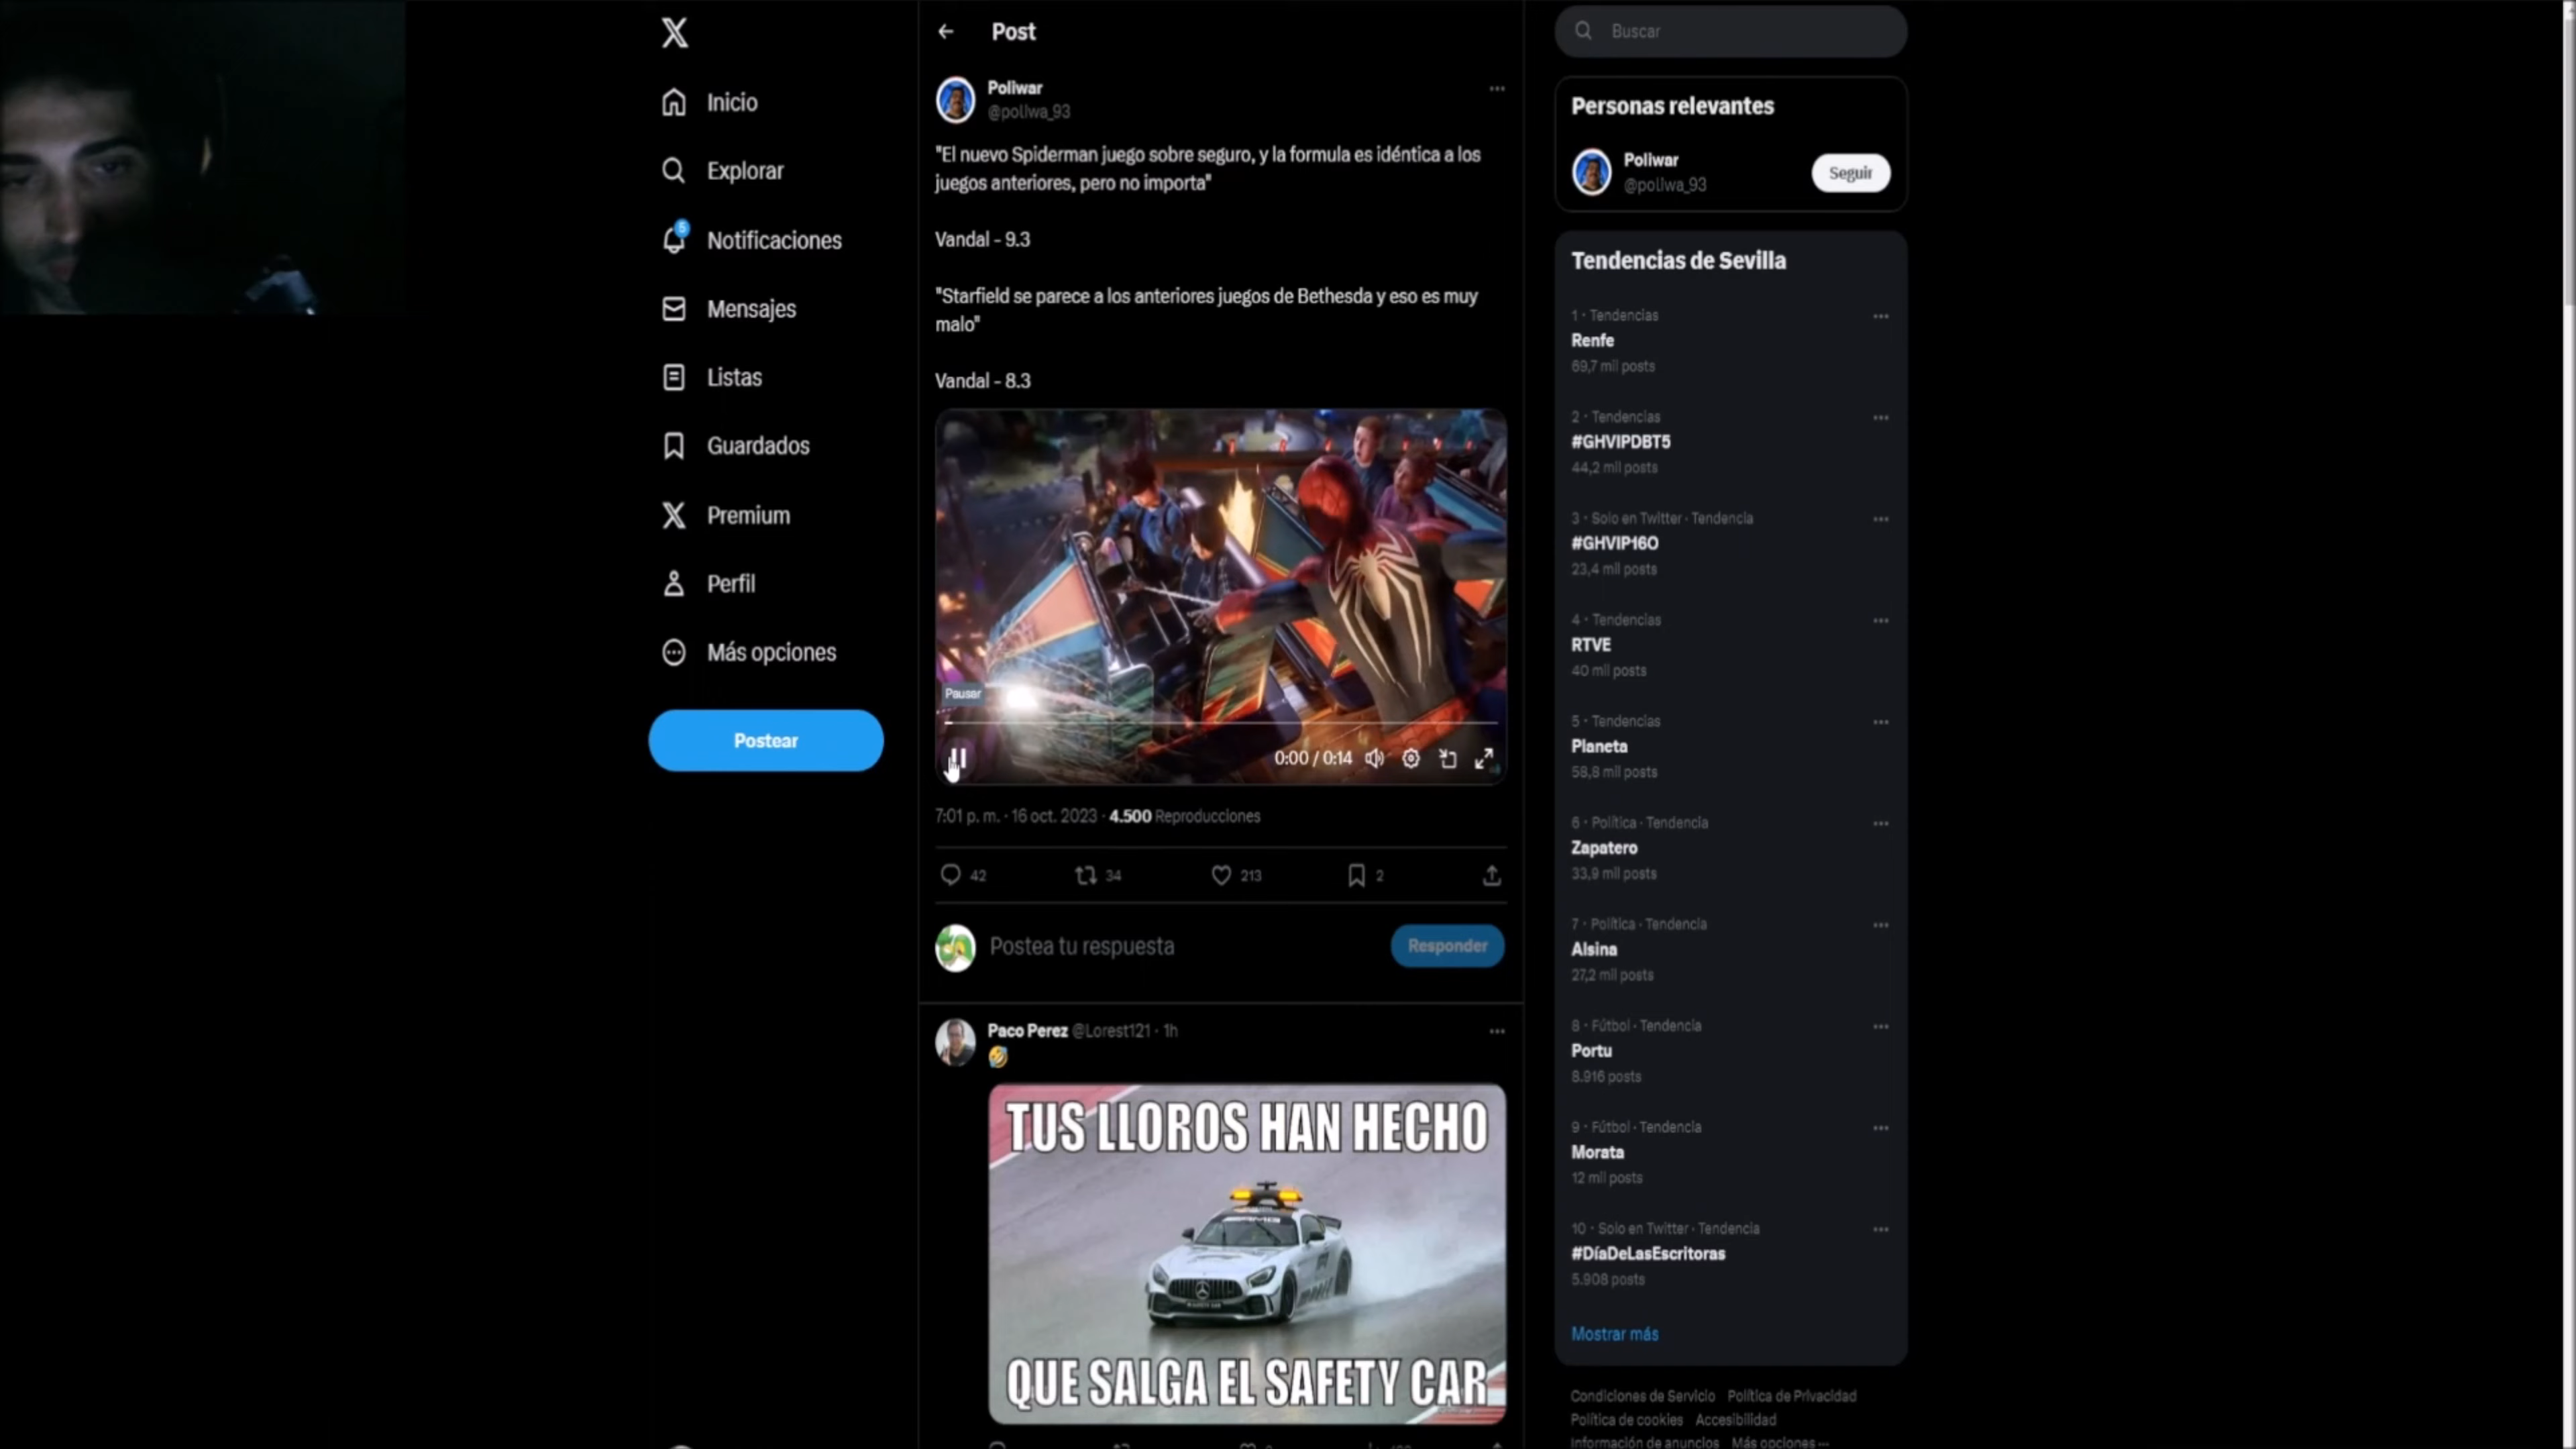 Inicio
Explorar
5
Notificaciones
Mensajes
Listas
Guardados
Premium
Perfil
Más opciones
Postear
Post
Poliwar
@poliwa_93
"El nuevo Spiderman juego sobre seguro, y la formula es idéntica a los
juegos anteriores, pero no importa"
Vandal - 9.3
"Starfield se parece a los anteriores juegos de Bethesda y eso es muy
malo"
Vandal - 8.3
Pausar
0:00 / 0:14
7:01 p. m. · 16 oct. 2023 · 4.500 Reproducciones
42
34
213
2
Postea tu respuesta
Responder
Paco Perez @Lorest121 · 1h
TUS LLOROS HAN HECHO
QUE SALGA EL SAFETY CAR
Buscar
Personas relevantes
Poliwar
@poliwa_93
Seguir
Tendencias de Sevilla
1 · Tendencias
Renfe
69,7 mil posts
2 · Tendencias
#GHVIPDBT5
44,2 mil posts
3 · Solo en Twitter · Tendencia
#GHVIP16O
23,4 mil posts
4 · Tendencias
RTVE
40 mil posts
5 · Tendencias
Planeta
58,8 mil posts
6 · Política · Tendencia
Zapatero
33,9 mil posts
7 · Política · Tendencia
Alsina
27,2 mil posts
8 · Fútbol · Tendencia
Portu
8.916 posts
9 · Fútbol · Tendencia
Morata
12 mil posts
10 · Solo en Twitter · Tendencia
#DíaDeLasEscritoras
5.908 posts
Mostrar más
Condiciones de Servicio Política de Privacidad
Política de cookies Accesibilidad
Información de anuncios Más opciones ···